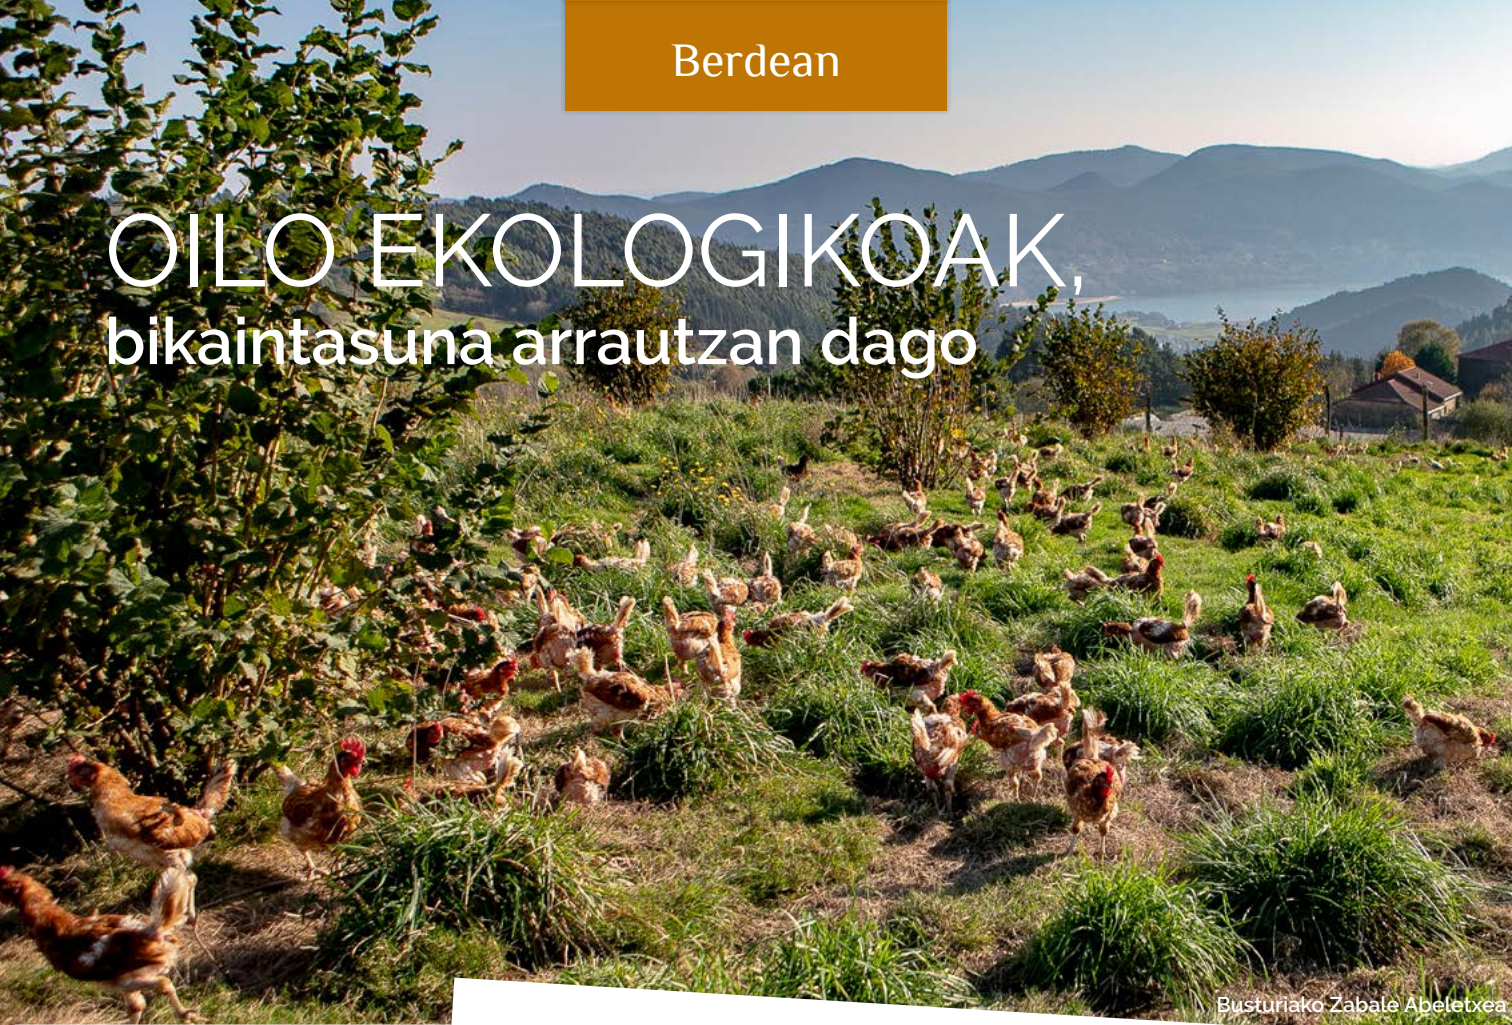 Berdean
OILO EKOLOGIKOAK,
bikaintasuna arrautzan dago
Busturiako Zabale Abeletxea